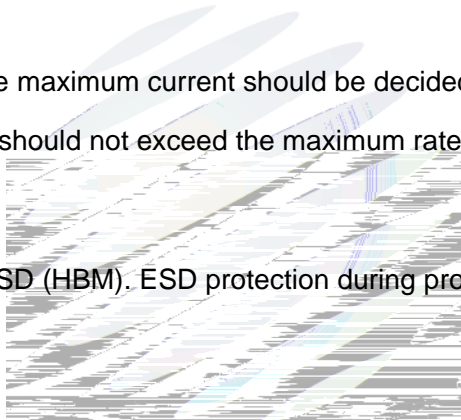 e maximum current should be decided
should not exceed the maximum rate
SD (HBM). ESD protection during pro